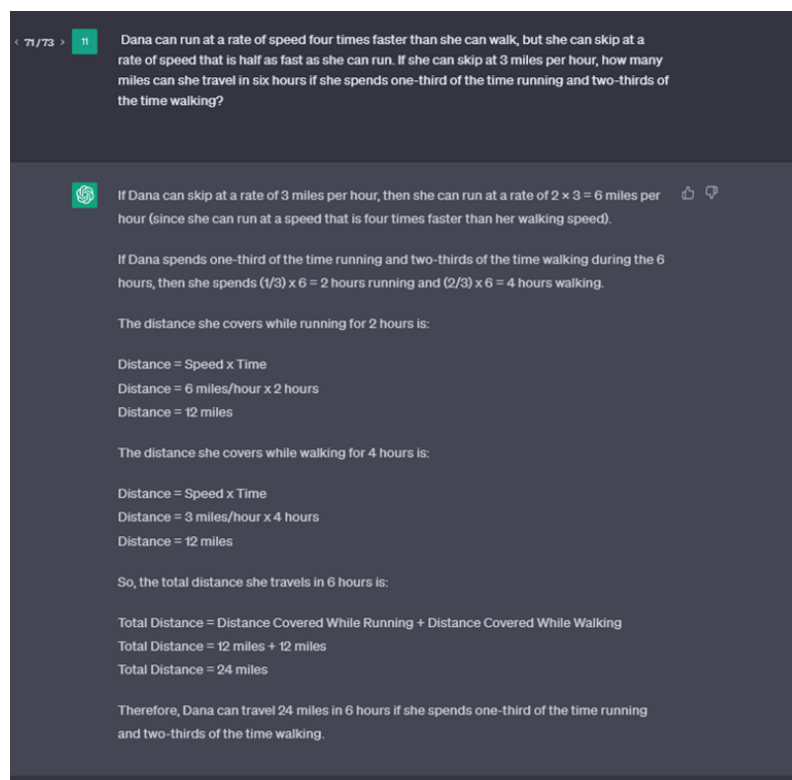 < 71/73 > 11 Dana can run at a rate of speed four times faster than she can walk, but she can skip at a
rate of speed that is half as fast as she can run. If she can skip at 3 miles per hour, how many
miles can she travel in six hours if she spends one-third of the time running and two-thirds of
the time walking?
If Dana can skip at a rate of 3 miles per hour, then she can run at a rate of 2 × 3 = 6 miles per
hour (since she can run at a speed that is four times faster than her walking speed).
If Dana spends one-third of the time running and two-thirds of the time walking during the 6
hours, then she spends (1/3) x 6 = 2 hours running and (2/3) x 6 = 4 hours walking.
The distance she covers while running for 2 hours is:
Distance = Speed x Time
Distance = 6 miles/hour x 2 hours
Distance = 12 miles
The distance she covers while walking for 4 hours is:
Distance = Speed x Time
Distance = 3 miles/hour x 4 hours
Distance = 12 miles
So, the total distance she travels in 6 hours is:
Total Distance = Distance Covered While Running + Distance Covered While Walking
Total Distance = 12 miles + 12 miles
Total Distance = 24 miles
Therefore, Dana can travel 24 miles in 6 hours if she spends one-third of the time running
and two-thirds of the time walking.